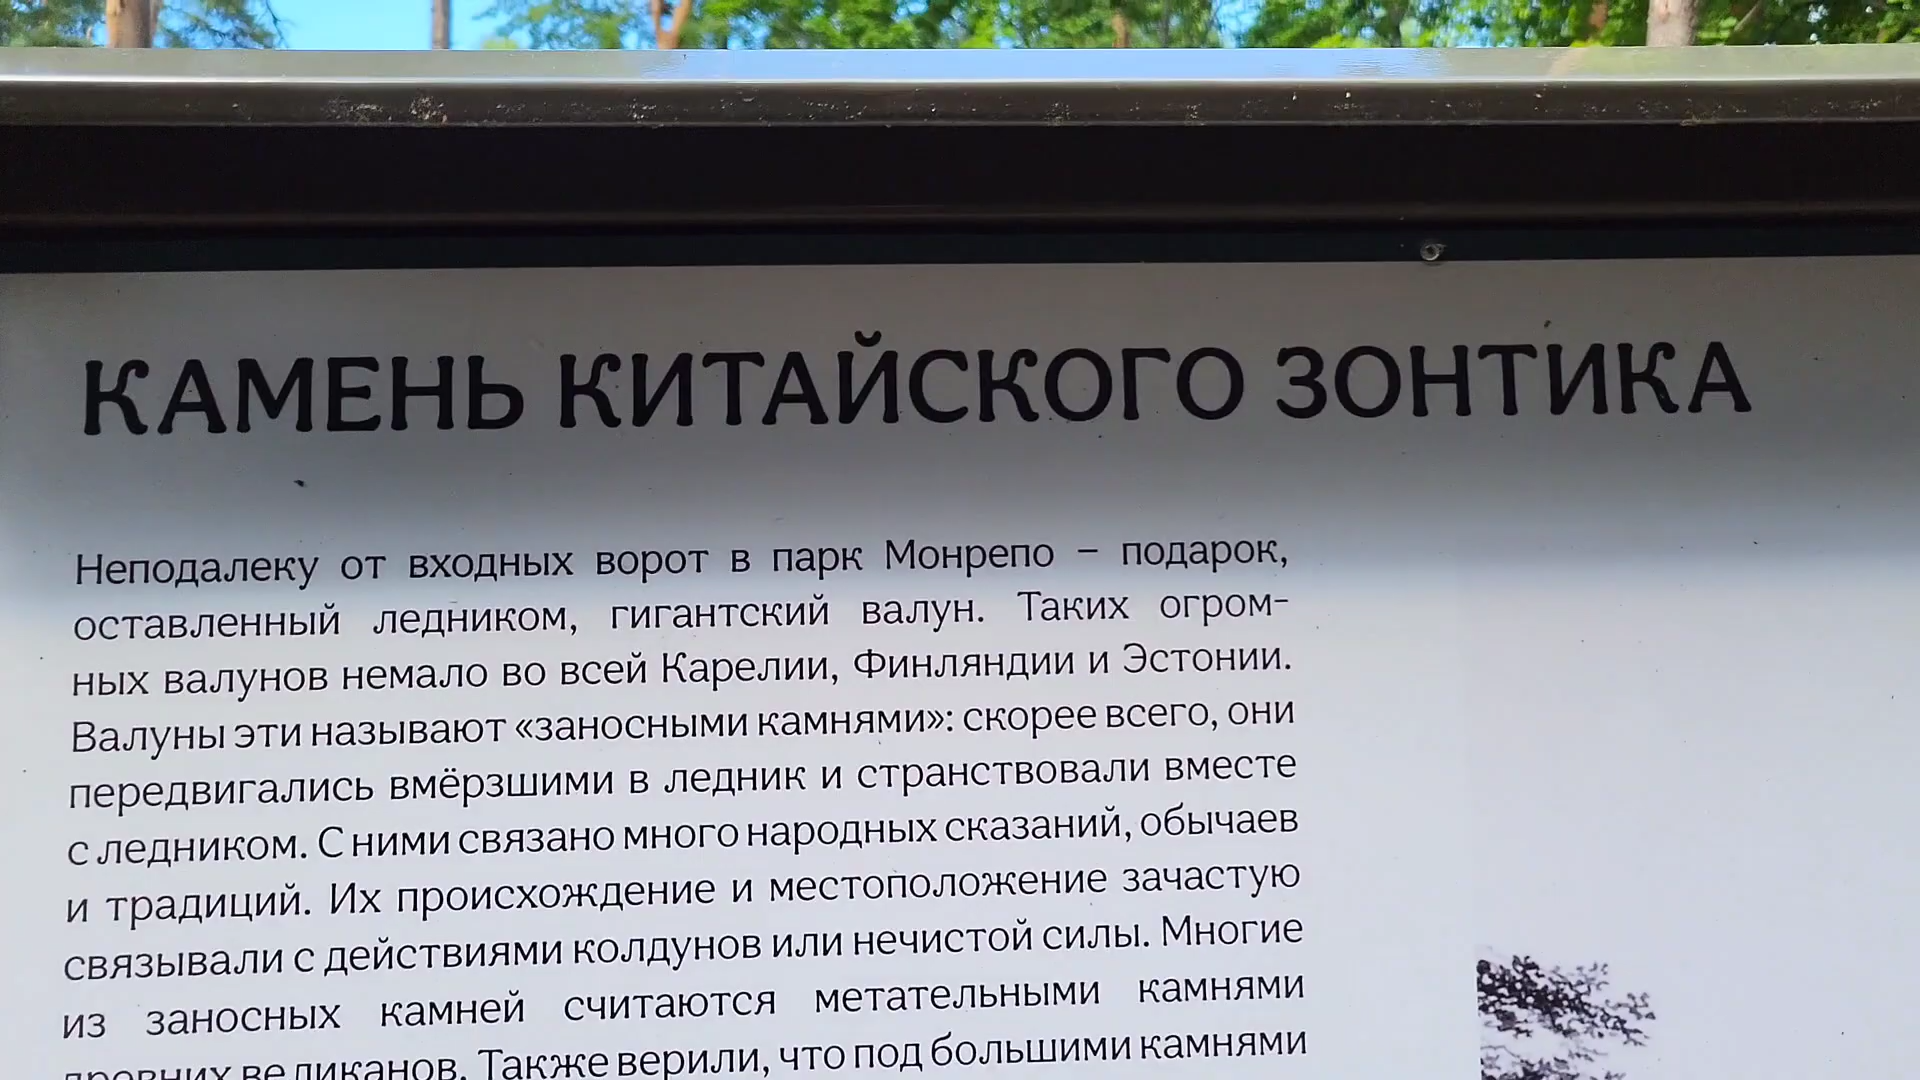 КАМЕНЬ КИТАЙСКОГО ЗОНТИКА
Неподалеку от входных ворот в парк Монрепо – подарок,
оставленный ледником, гигантский валун. Таких огром-
ных валунов немало во всей Карелии, Финляндии и Эстонии.
Валуны эти называют «заносными камнями»: скорее всего, они
передвигались вмёрзшими в ледник и странствовали вместе
с ледником. С ними связано много народных сказаний, обычаев
и традиций. Их происхождение и местоположение зачастую
связывали с действиями колдунов или нечистой силы. Многие
из заносных камней считаются метательными камнями
древних великанов. Также верили, что под большими камнями